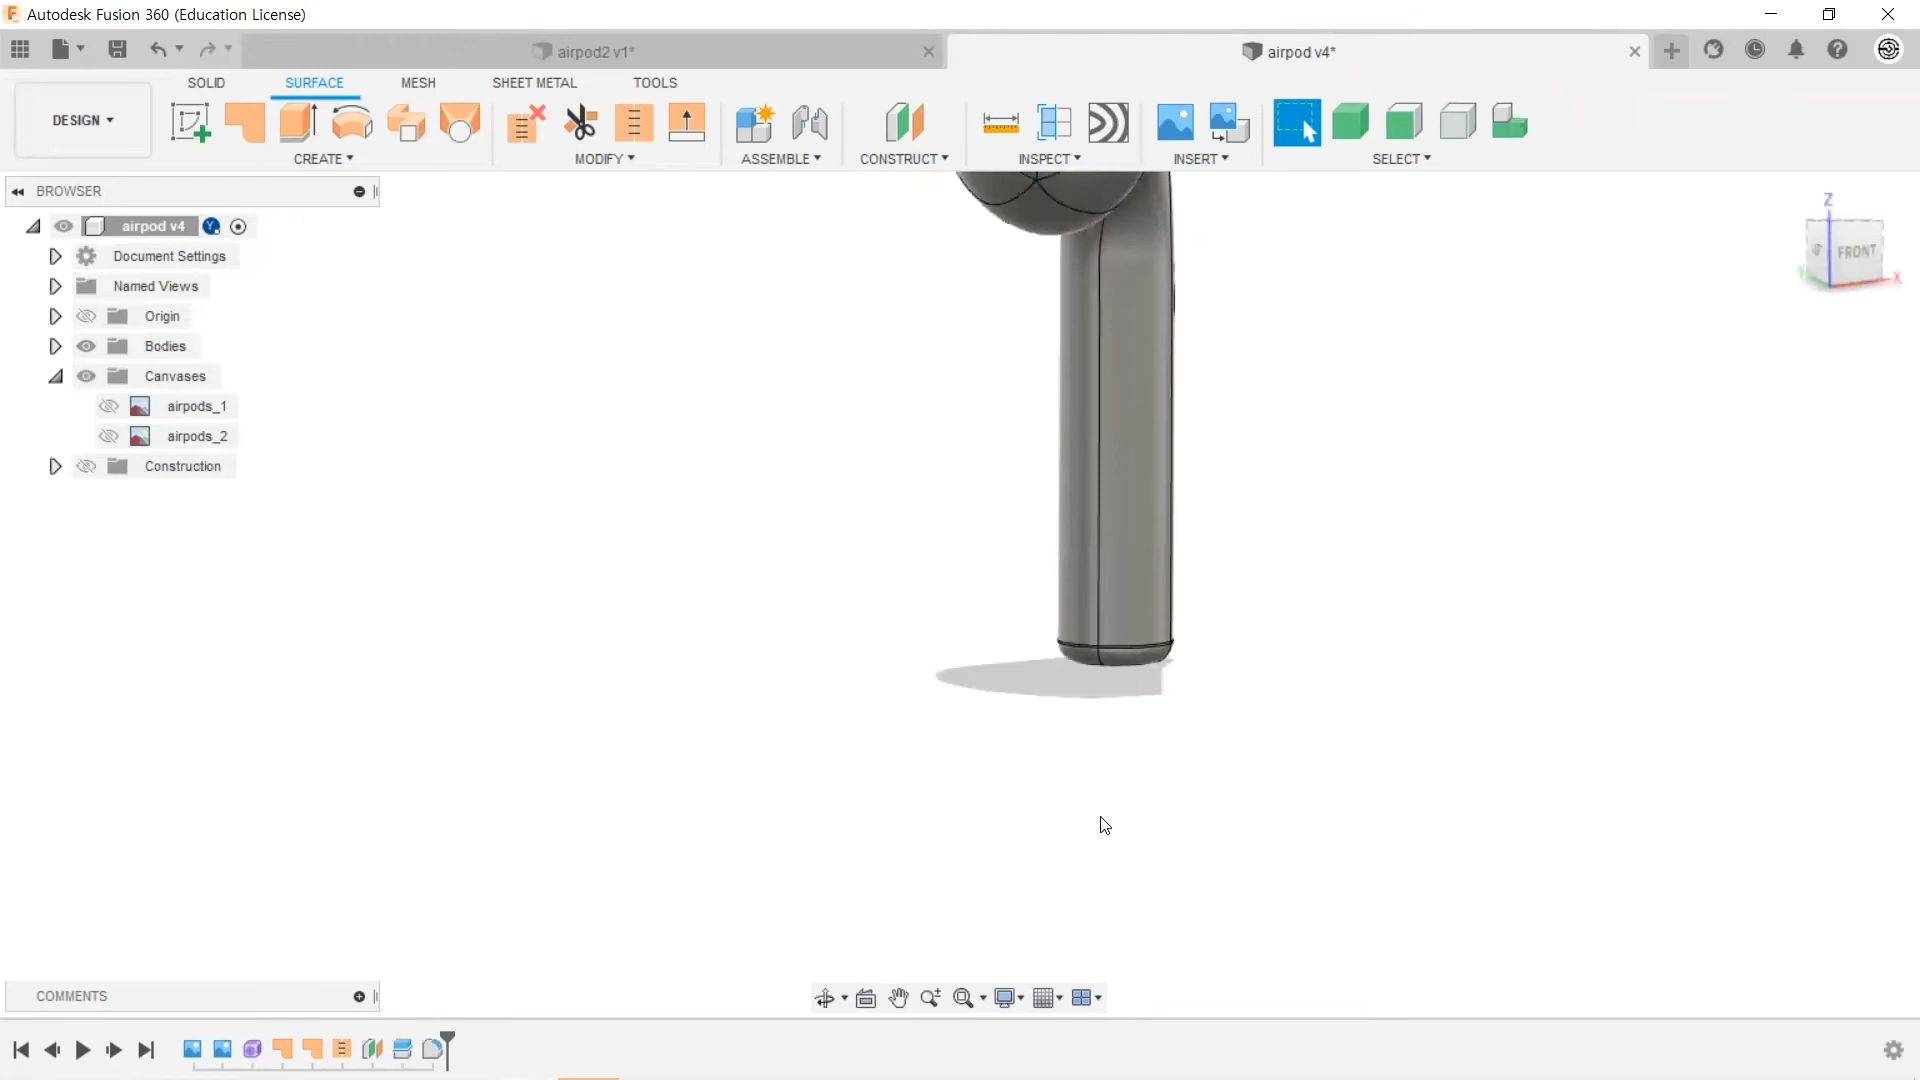 Autodesk Fusion 360 (Education License)
airpod2 v1*
airpod v4*
SOLID
SURFACE
MESH
SHEET METAL
TOOLS
DESIGN
CREATE
MODIFY
ASSEMBLE
CONSTRUCT
INSPECT
INSERT
SELECT
BROWSER
airpod v4
Document Settings
Named Views
Origin
Bodies
Canvases
airpods_1
airpods_2
Construction
Z
FRONT
X
COMMENTS